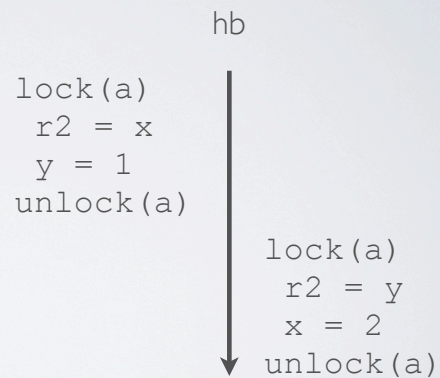 hb
lock(a)
r2 = x
y = 1
unlock(a)
lock(a)
r2 = y
x = 2
unlock(a)